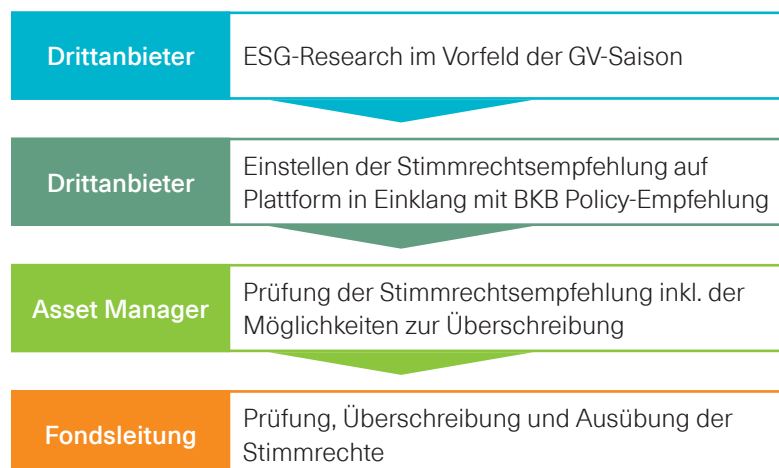 Drittanbieter
ESG-Research im Vorfeld der GV-Saison
Drittanbieter
Einstellen der Stimmrechtsempfehlung auf
Plattform in Einklang mit BKB Policy-Empfehlung
Asset Manager
Prüfung der Stimmrechtsempfehlung inkl. der
Möglichkeiten zur Überschreibung
Fondsleitung
Prüfung, Überschreibung und Ausübung der
Stimmrechte